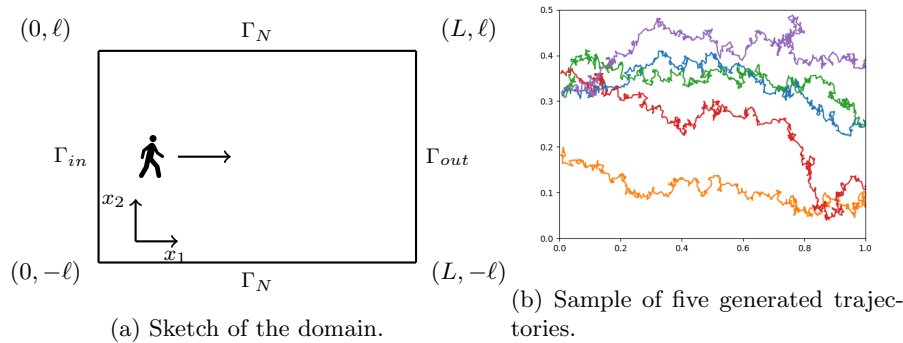 (0, ℓ)
Γ_N
(L, ℓ)
Γ_in
Γ_out
x_2
x_1
(0, −ℓ)
Γ_N
(L, −ℓ)
(a) Sketch of the domain.
0.5
0.4
0.3
0.2
0.1
0.0
0.0 0.2 0.4 0.6 0.8 1.0
(b) Sample of five generated trajec-
tories.